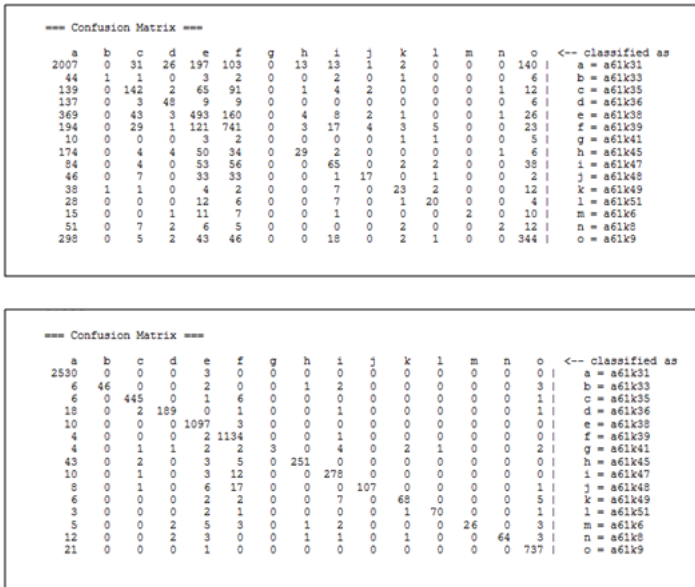 === Confusion Matrix ===
a b c d e f g h i j k l m n o <-- classified as
2007 0 31 26 197 103 0 13 13 1 2 0 0 0 140 | a = a61k31
44 1 1 0 3 2 0 0 2 0 1 0 0 0 6 | b = a61k33
139 0 142 2 65 91 0 1 4 2 0 0 0 1 12 | c = a61k35
137 0 3 48 9 9 0 0 0 0 0 0 0 0 6 | d = a61k36
369 0 43 3 493 160 0 4 8 2 1 0 0 1 26 | e = a61k38
194 0 29 1 121 741 0 3 17 4 3 5 0 0 23 | f = a61k39
10 0 0 0 3 2 0 0 0 0 1 1 0 0 5 | g = a61k41
174 0 4 4 50 34 0 29 2 0 0 0 0 1 6 | h = a61k45
84 0 4 0 53 56 0 0 65 0 2 2 0 0 38 | i = a61k47
46 0 7 0 33 33 0 0 1 17 0 1 0 0 2 | j = a61k48
38 1 1 0 4 2 0 0 7 0 23 2 0 0 12 | k = a61k49
28 0 0 0 12 6 0 0 7 0 1 20 0 0 4 | l = a61k51
15 0 0 1 11 7 0 0 1 0 0 0 2 0 10 | m = a61k6
51 0 7 2 6 5 0 0 0 0 2 0 0 2 12 | n = a61k8
298 0 5 2 43 46 0 0 18 0 2 1 0 0 344 | o = a61k9
=== Confusion Matrix ===
a b c d e f g h i j k l m n o <-- classified as
2530 0 0 0 3 0 0 0 0 0 0 0 0 0 0 | a = a61k31
6 46 0 0 2 0 0 1 2 0 0 0 0 0 3 | b = a61k33
6 0 445 0 1 6 0 0 0 0 0 0 0 0 1 | c = a61k35
18 0 2 189 0 1 0 0 1 0 0 0 0 0 1 | d = a61k36
10 0 0 0 1097 3 0 0 0 0 0 0 0 0 0 | e = a61k38
4 0 0 0 2 1134 0 0 1 0 0 0 0 0 0 | f = a61k39
4 0 1 1 2 2 3 0 4 0 2 1 0 0 2 | g = a61k41
43 0 2 0 3 5 0 251 0 0 0 0 0 0 0 | h = a61k45
10 0 1 0 3 12 0 0 278 0 0 0 0 0 0 | i = a61k47
8 0 1 0 6 17 0 0 0 107 0 0 0 0 1 | j = a61k48
6 0 0 0 2 2 0 0 7 0 68 0 0 0 5 | k = a61k49
3 0 0 0 2 1 0 0 0 0 1 70 0 0 1 | l = a61k51
5 0 0 2 5 3 0 1 2 0 0 0 26 0 3 | m = a61k6
12 0 0 2 3 0 0 1 1 0 1 0 0 64 3 | n = a61k8
21 0 0 0 1 0 0 0 0 0 0 0 0 0 737 | o = a61k9